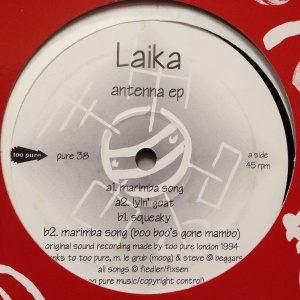 Laika
antenna ep
too pure
pure 38
a side
45 rpm
a1. marimba song
a2. lyin' goat
b1. squeaky
b2. marimba song (boo boo's gone mambo)
original sound recording made by too pure london 1994
to too pure, m. le grub (moog) & steve @ beggars
all songs © fiedler/fixsen
too pure music/copyright control